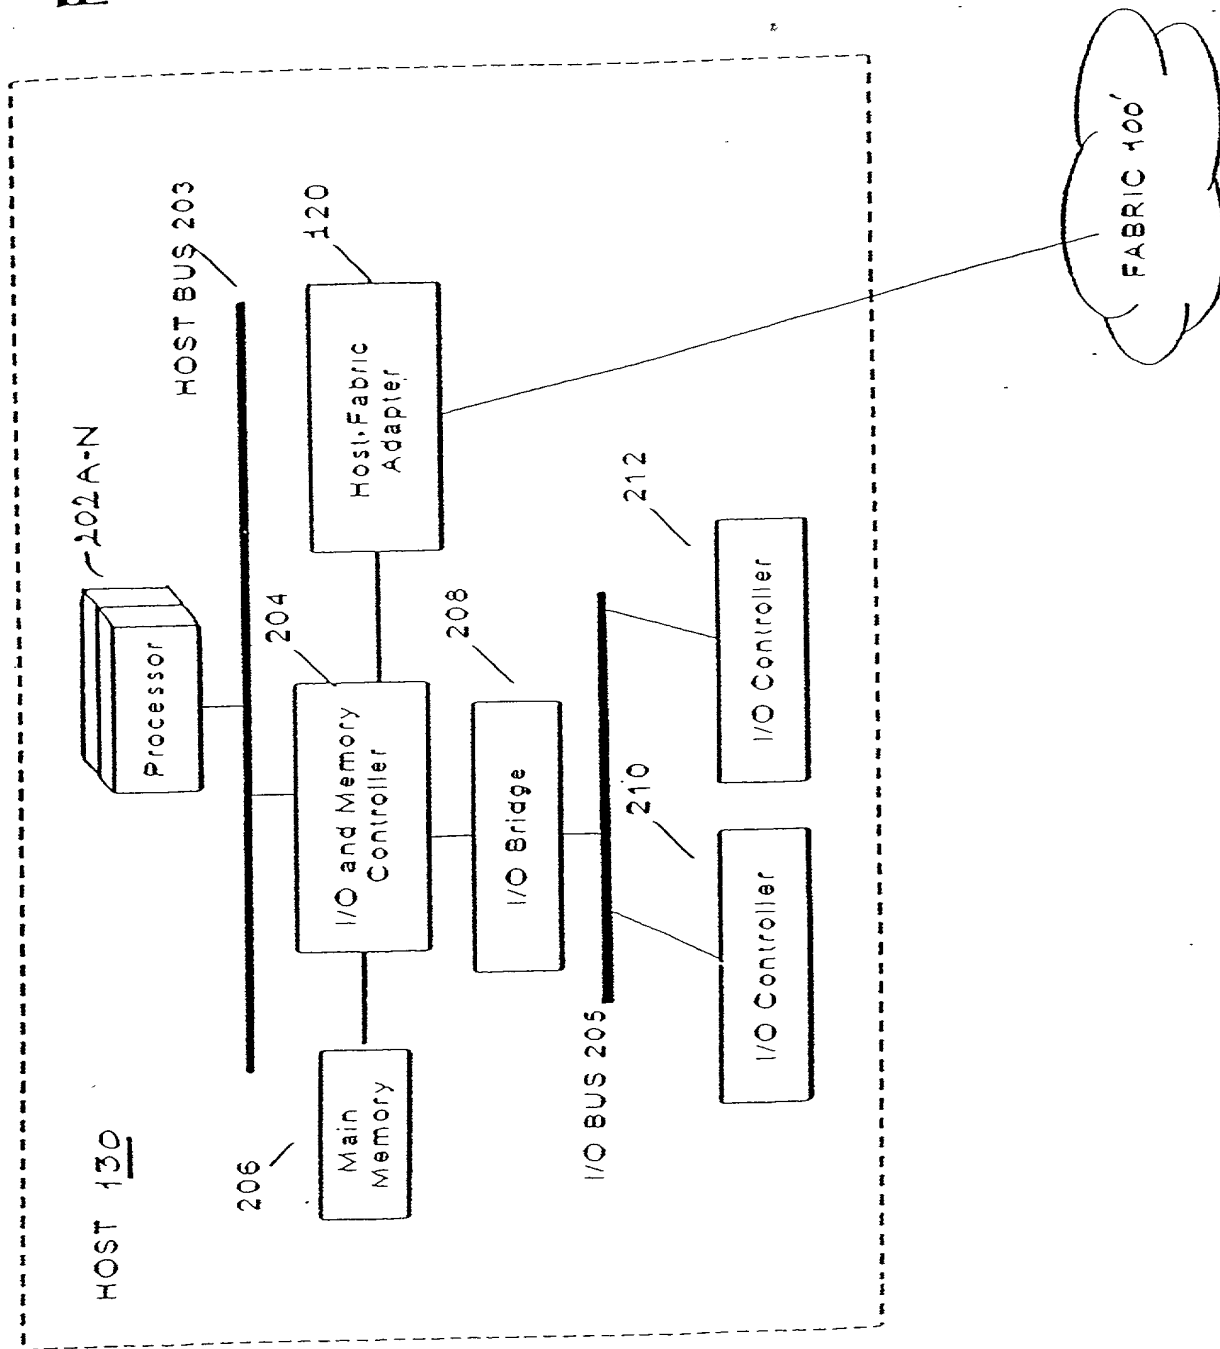 HOST 130
202A-N
Processor
HOST BUS 203
206
204
120
Main
Memory
I/O and Memory
Controller
Host-Fabric
Adapter
208
I/O Bridge
I/O BUS 205
210
212
I/O Controller
I/O Controller
FABRIC 100'